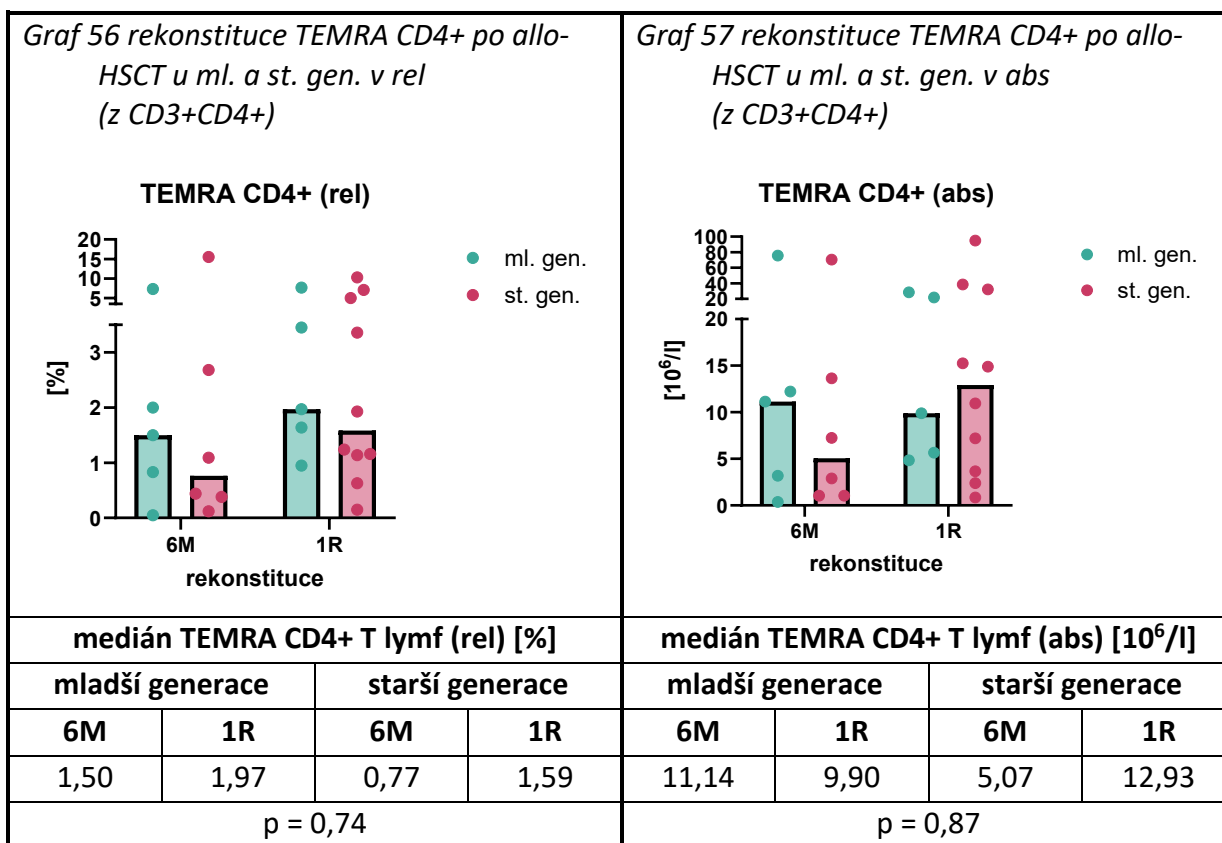 Graf 56 rekonstituce TEMRA CD4+ po allo-
HSCT u ml. a st. gen. v rel
(z CD3+CD4+)
TEMRA CD4+ (rel)
20
15
10
5
3
2
1
0
[%]
6M
1R
rekonstituce
ml. gen.
st. gen.
Graf 57 rekonstituce TEMRA CD4+ po allo-
HSCT u ml. a st. gen. v abs
(z CD3+CD4+)
TEMRA CD4+ (abs)
100
80
60
40
20
20
15
10
5
0
[10⁶/l]
6M
1R
rekonstituce
ml. gen.
st. gen.
medián TEMRA CD4+ T lymf (rel) [%]
mladší generace starší generace
6M 1R 6M 1R
1,50 1,97 0,77 1,59
p = 0,74
medián TEMRA CD4+ T lymf (abs) [10⁶/l]
mladší generace starší generace
6M 1R 6M 1R
11,14 9,90 5,07 12,93
p = 0,87